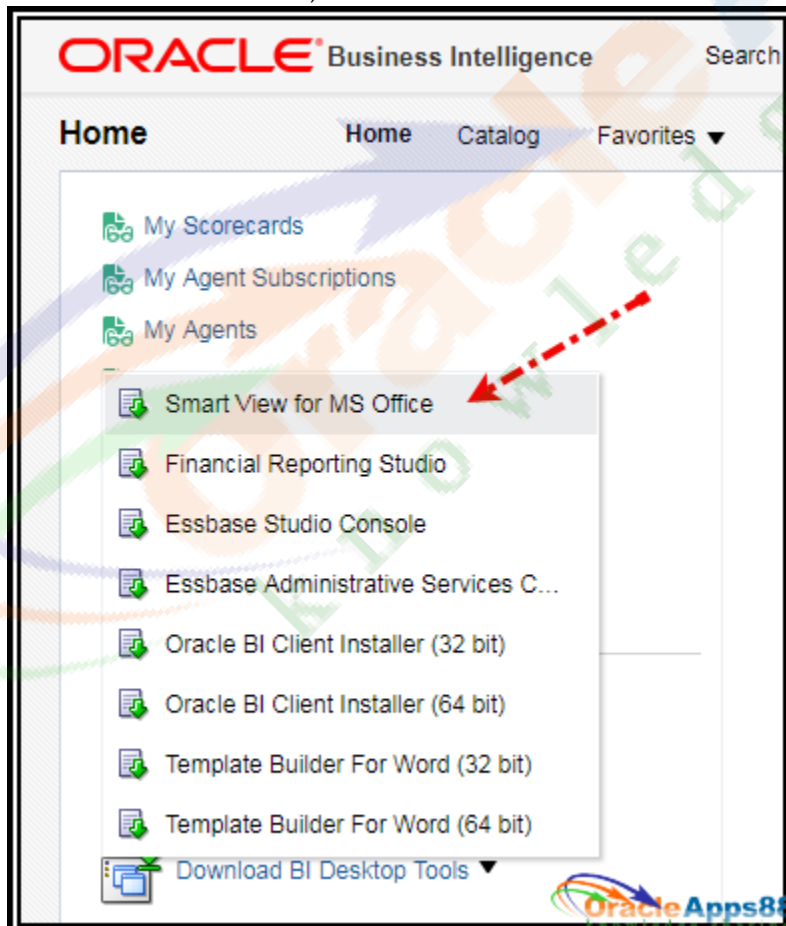 ORACLE Business Intelligence Search
Home Home Catalog Favorites
My Scorecards
My Agent Subscriptions
My Agents
Smart View for MS Office
Financial Reporting Studio
Essbase Studio Console
Essbase Administrative Services C...
Oracle BI Client Installer (32 bit)
Oracle BI Client Installer (64 bit)
Template Builder For Word (32 bit)
Template Builder For Word (64 bit)
Download BI Desktop Tools
OracleApps88